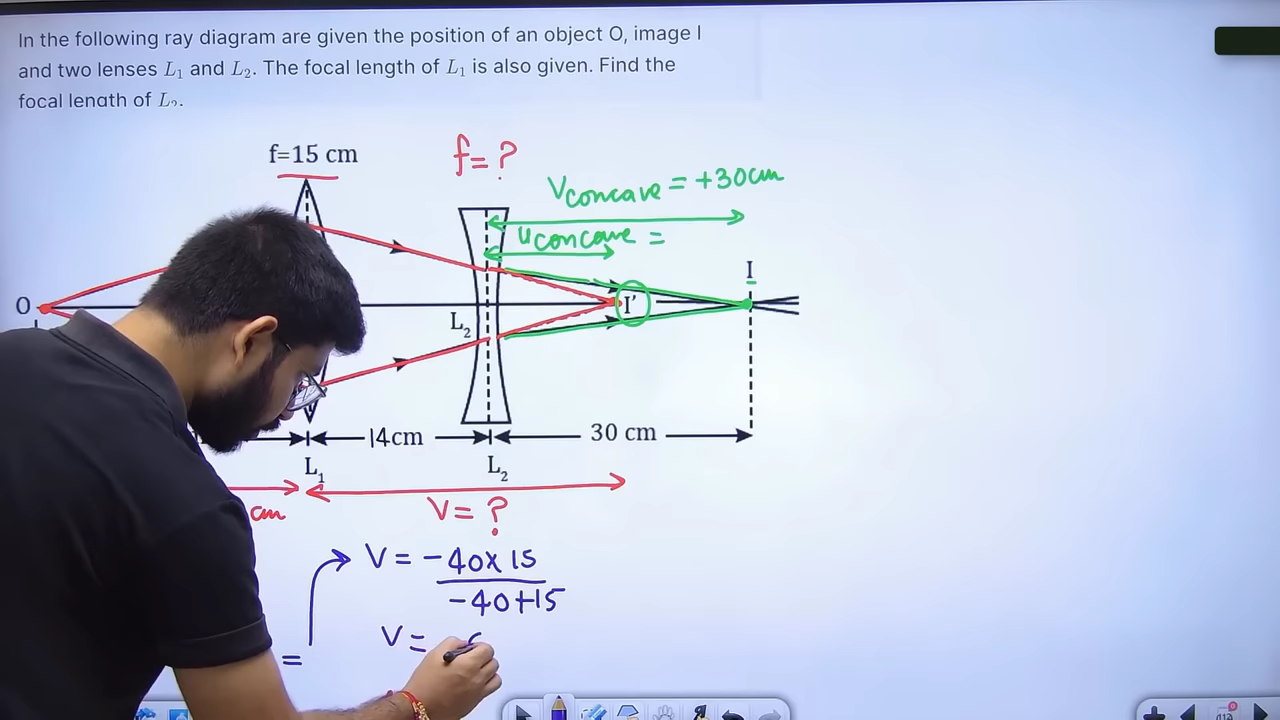 In the following ray diagram are given the position of an object O, image I
and two lenses L₁ and L₂. The focal length of L₁ is also given. Find the
focal length of L₂.
f=15 cm
f=?
Vconcave = +30cm
uconcave =
I
O
I'
L₂
14cm
30 cm
L₁
L₂
cm
V= ?
V = -40x 15
-40+15
V=
=